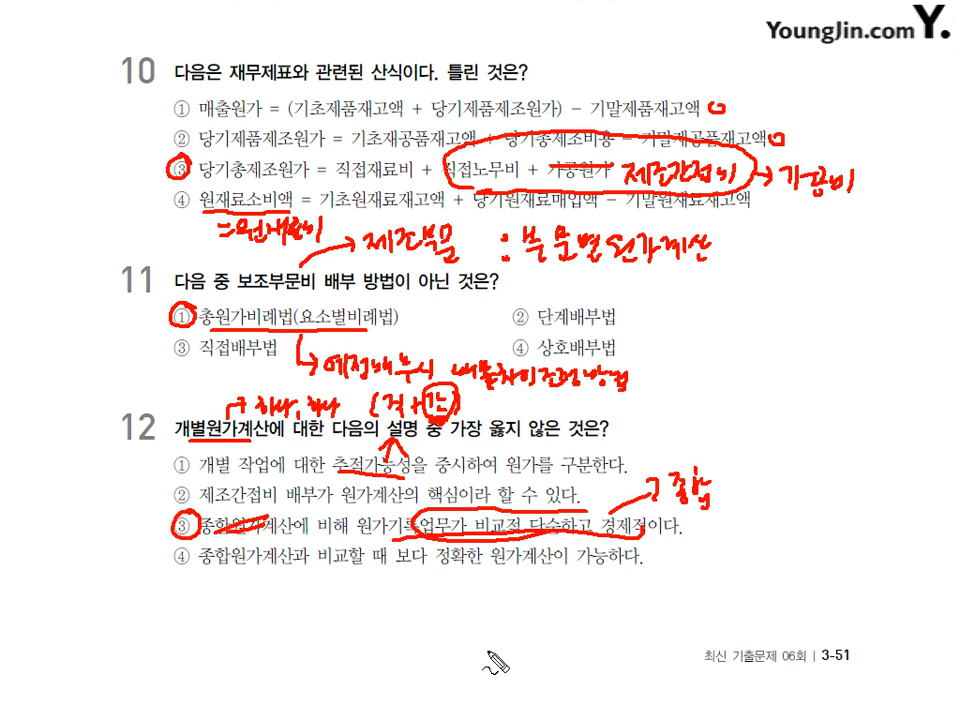 YoungJin.com Y.
10 다음은 재무제표와 관련된 산식이다. 틀린 것은?
① 매출원가 = (기초제품재고액 + 당기제품제조원가) - 기말제품재고액
② 당기제품제조원가 = 기초재공품재고액 + 당기총제조비용 - 기말재공품재고액
③ 당기총제조원가 = 직접재료비 + 직접노무비 + 가공원가 제조간접비 → 가공비
④ 원재료소비액 = 기초원재료재고액 + 당기원재료매입액 - 기말원재료재고액
= 원재료비
→ 제조부문 : 부문별원가계산
11 다음 중 보조부문비 배부 방법이 아닌 것은?
① 총원가비례법(요소별비례법) ② 단계배부법
③ 직접배부법 ④ 상호배부법
→ 예정배부시 배부차이조정방법
→ 하나, 하나 (직+간)
12 개별원가계산에 대한 다음의 설명 중 가장 옳지 않은 것은?
① 개별 작업에 대한 추적가능성을 중시하여 원가를 구분한다.
② 제조간접비 배부가 원가계산의 핵심이라 할 수 있다.
→ 종합
③ 종합원가계산에 비해 원가기록업무가 비교적 단순하고 경제적이다.
④ 종합원가계산과 비교할 때 보다 정확한 원가계산이 가능하다.
최신 기출문제 06회 | 3-51